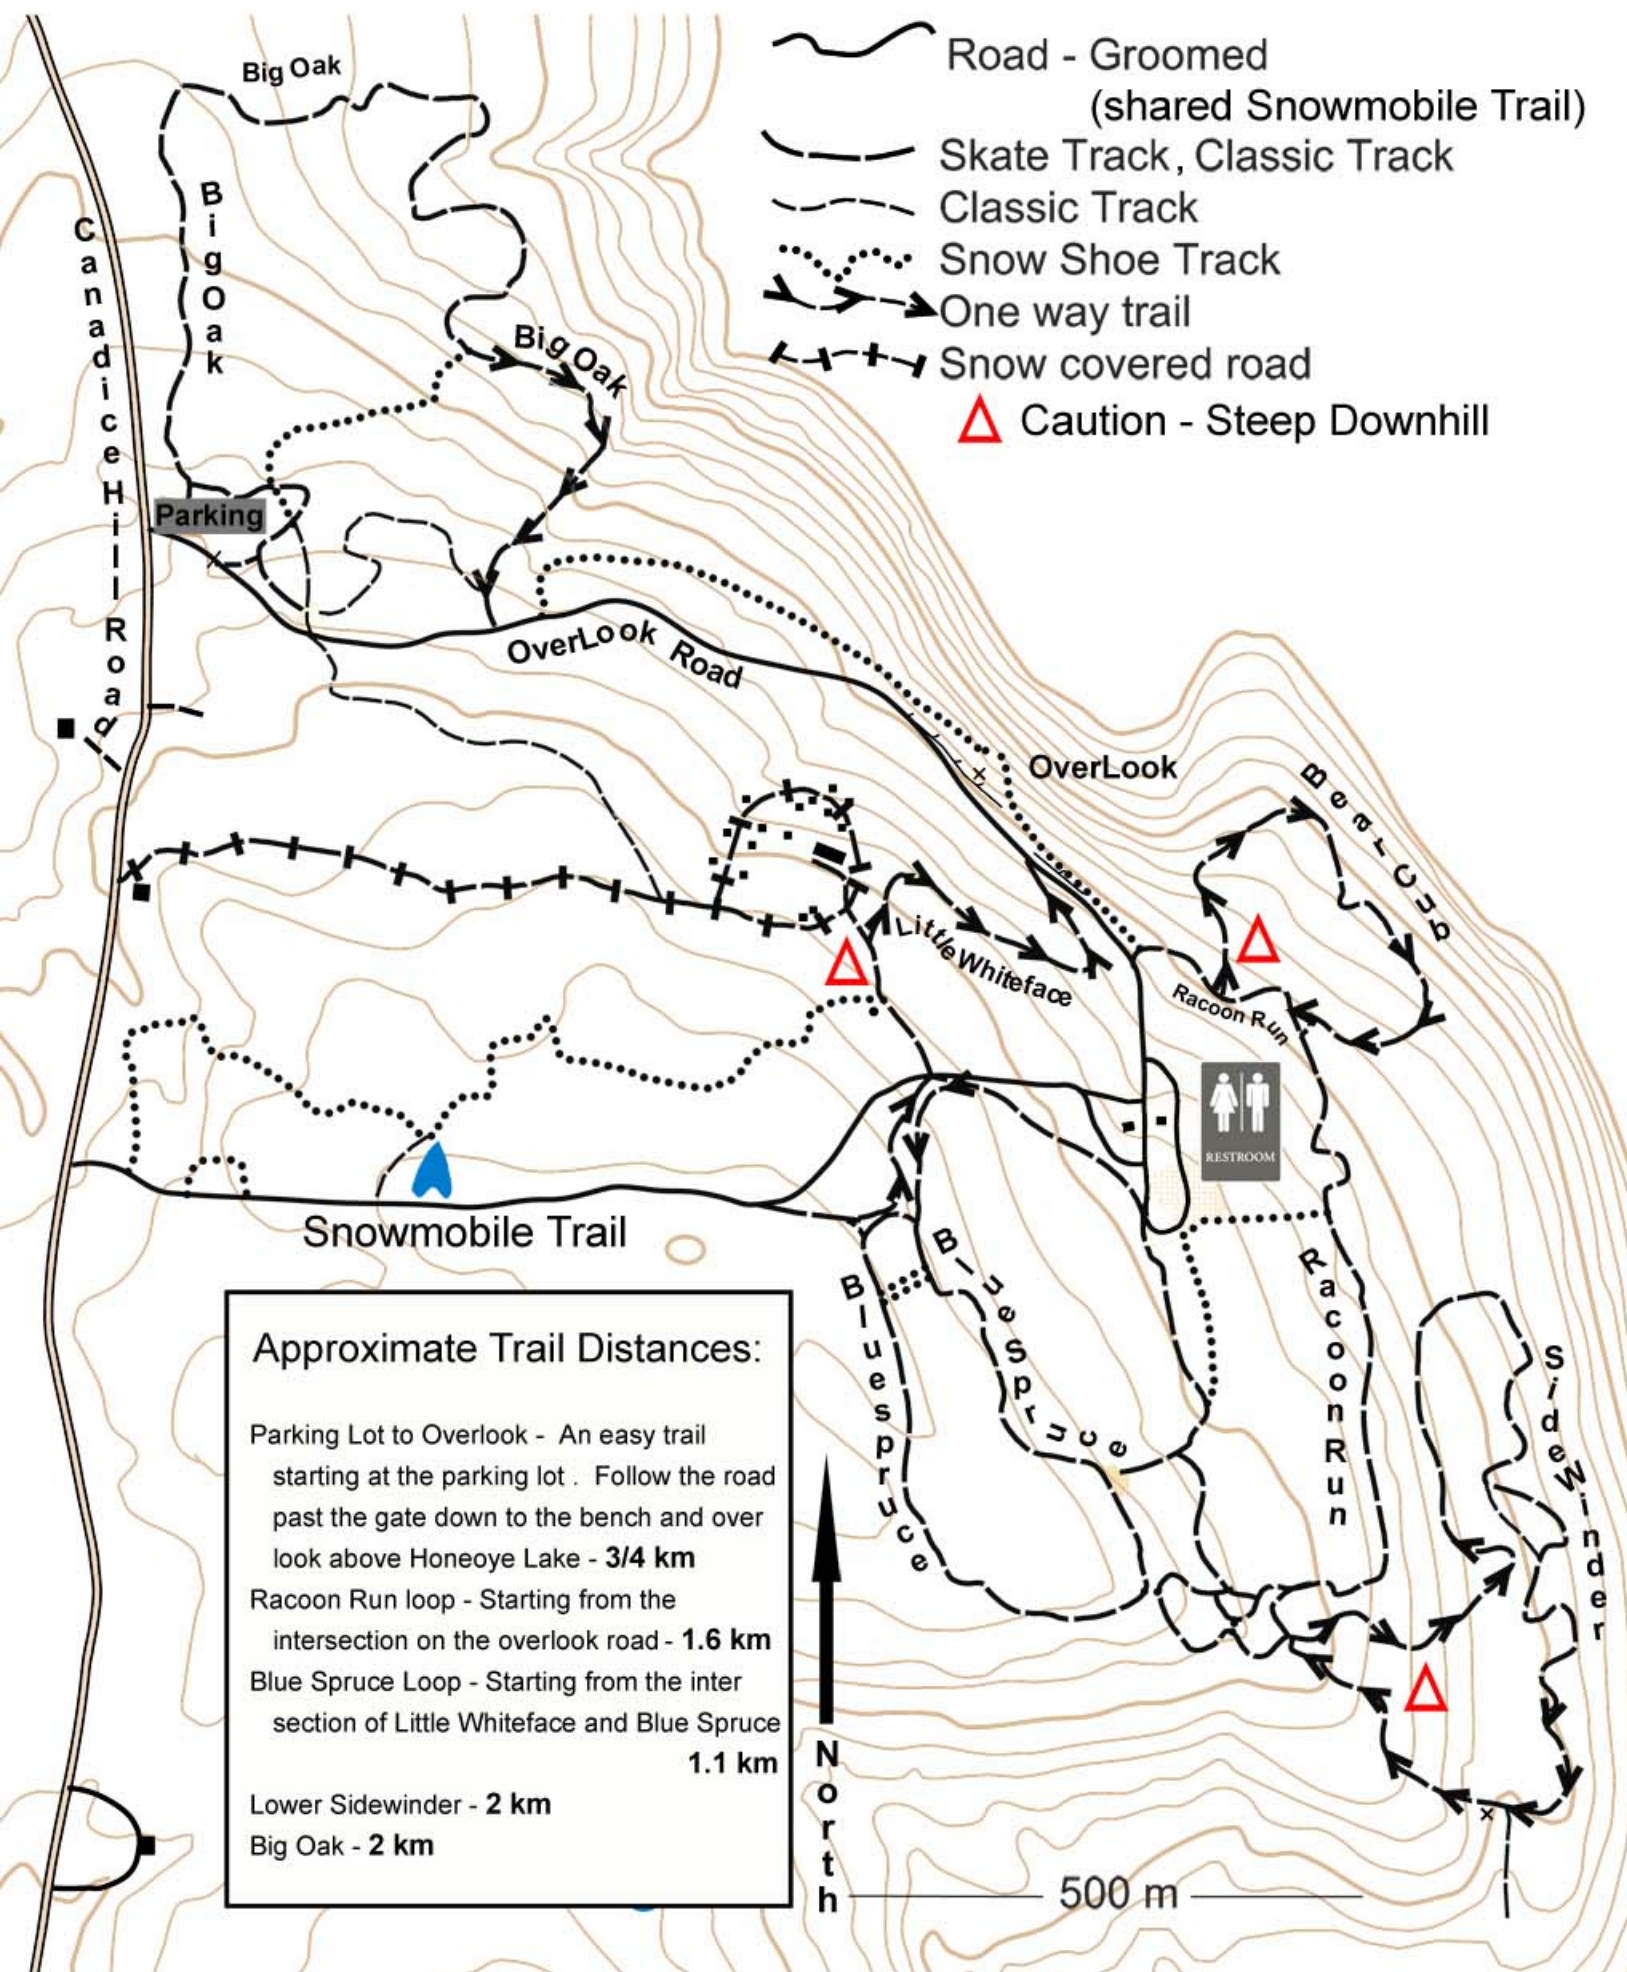 Road - Groomed
(shared Snowmobile Trail)
Skate Track, Classic Track
Classic Track
Snow Shoe Track
One way trail
Snow covered road
Caution - Steep Downhill
Big Oak
Big Oak
Canadice Hill Road
Big Oak
Parking
OverLook Road
OverLook
Bear Cub
Little Whiteface
Racoon Run
RESTROOM
Snowmobile Trail
Blue Spruce
Bluespruce
Racoon Run
SideWinder
Approximate Trail Distances:
Parking Lot to Overlook - An easy trail
starting at the parking lot . Follow the road
past the gate down to the bench and over
look above Honeoye Lake - 3/4 km
Racoon Run loop - Starting from the
intersection on the overlook road - 1.6 km
Blue Spruce Loop - Starting from the inter
section of Little Whiteface and Blue Spruce
1.1 km
Lower Sidewinder - 2 km
Big Oak - 2 km
North
500 m